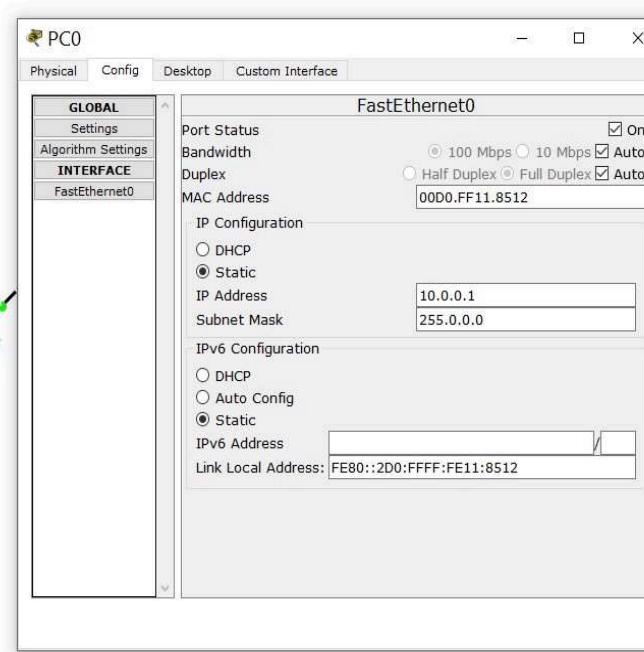 PC0
Physical Config Desktop Custom Interface
GLOBAL
Settings
Algorithm Settings
INTERFACE
FastEthernet0
FastEthernet0
Port Status On
Bandwidth 100 Mbps 10 Mbps Auto
Duplex Half Duplex Full Duplex Auto
MAC Address 00D0.FF11.8512
IP Configuration
DHCP
Static
IP Address 10.0.0.1
Subnet Mask 255.0.0.0
IPv6 Configuration
DHCP
Auto Config
Static
IPv6 Address /
Link Local Address: FE80::2D0:FFFF:FE11:8512